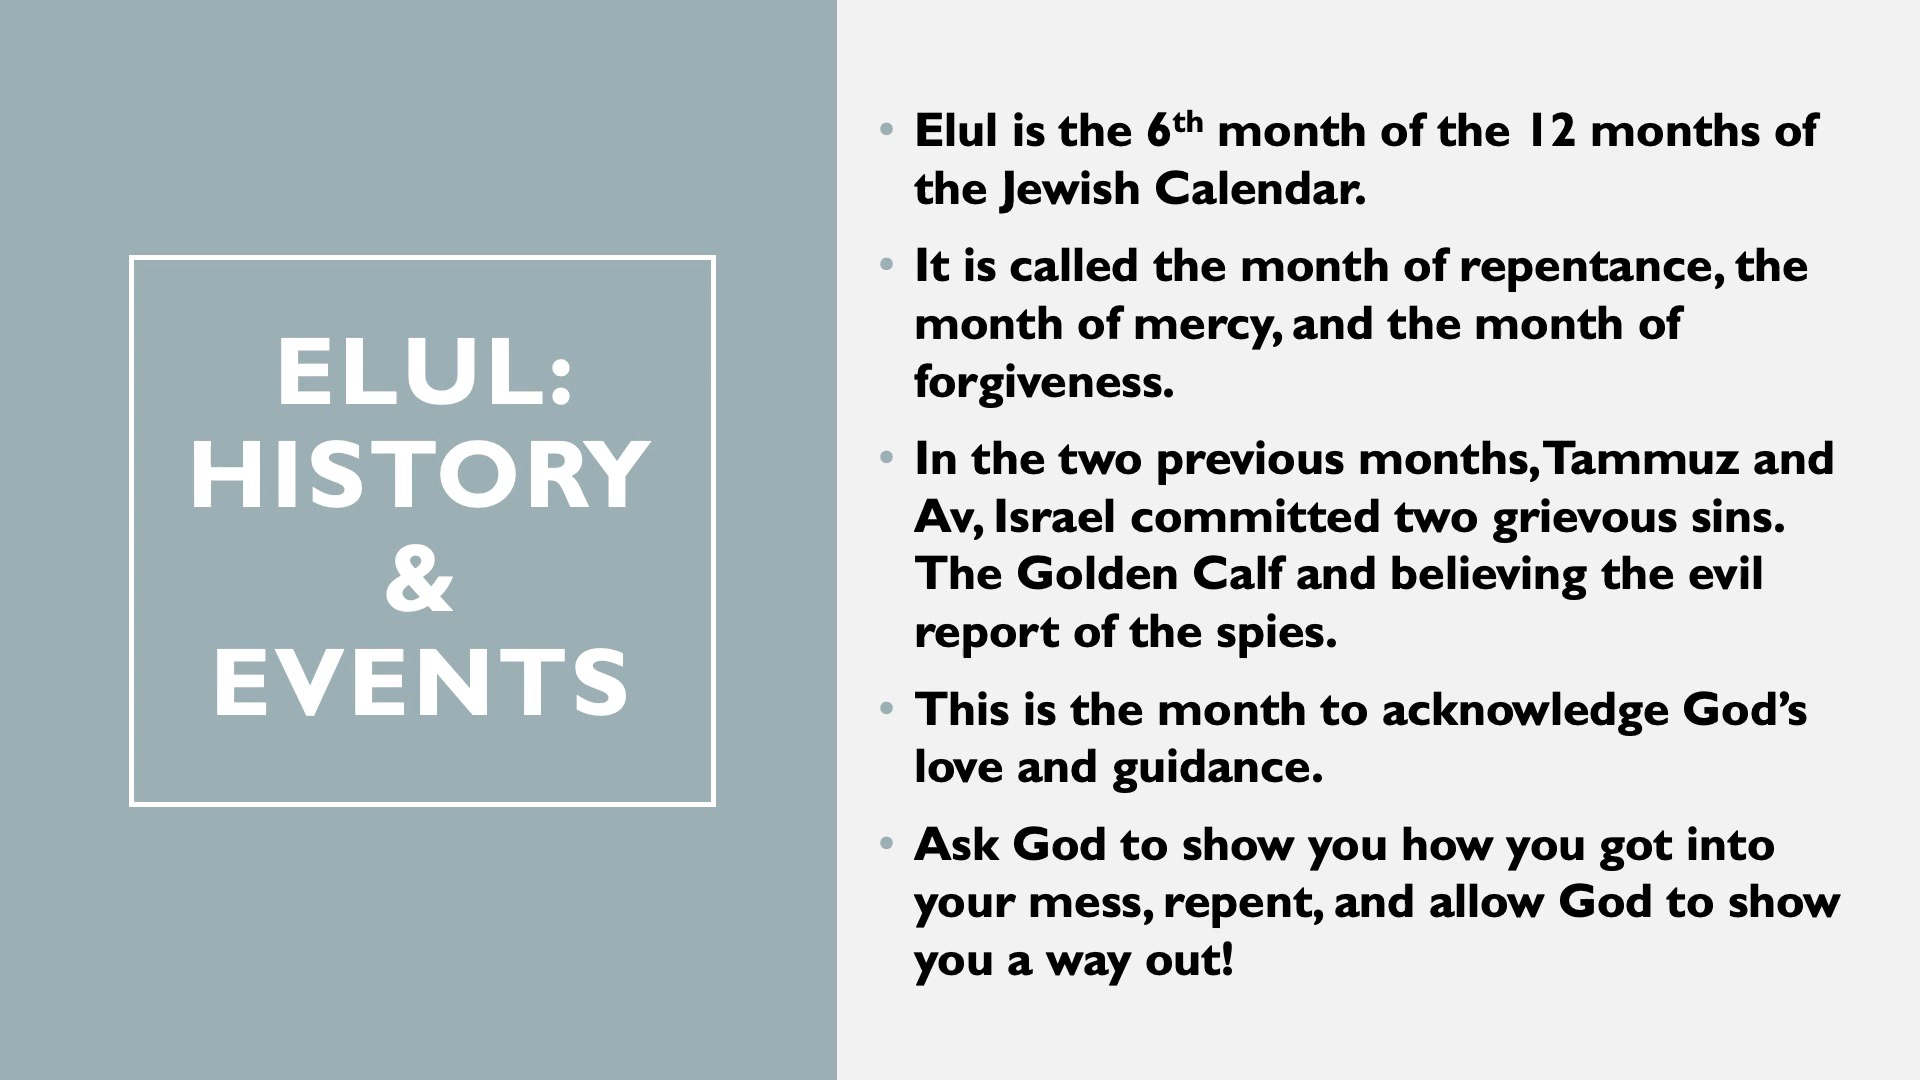 ELUL:
HISTORY
&
EVENTS
• Elul is the 6th month of the 12 months of
the Jewish Calendar.
• It is called the month of repentance, the
month of mercy, and the month of
forgiveness.
• In the two previous months, Tammuz and
Av, Israel committed two grievous sins.
The Golden Calf and believing the evil
report of the spies.
• This is the month to acknowledge God’s
love and guidance.
• Ask God to show you how you got into
your mess, repent, and allow God to show
you a way out!